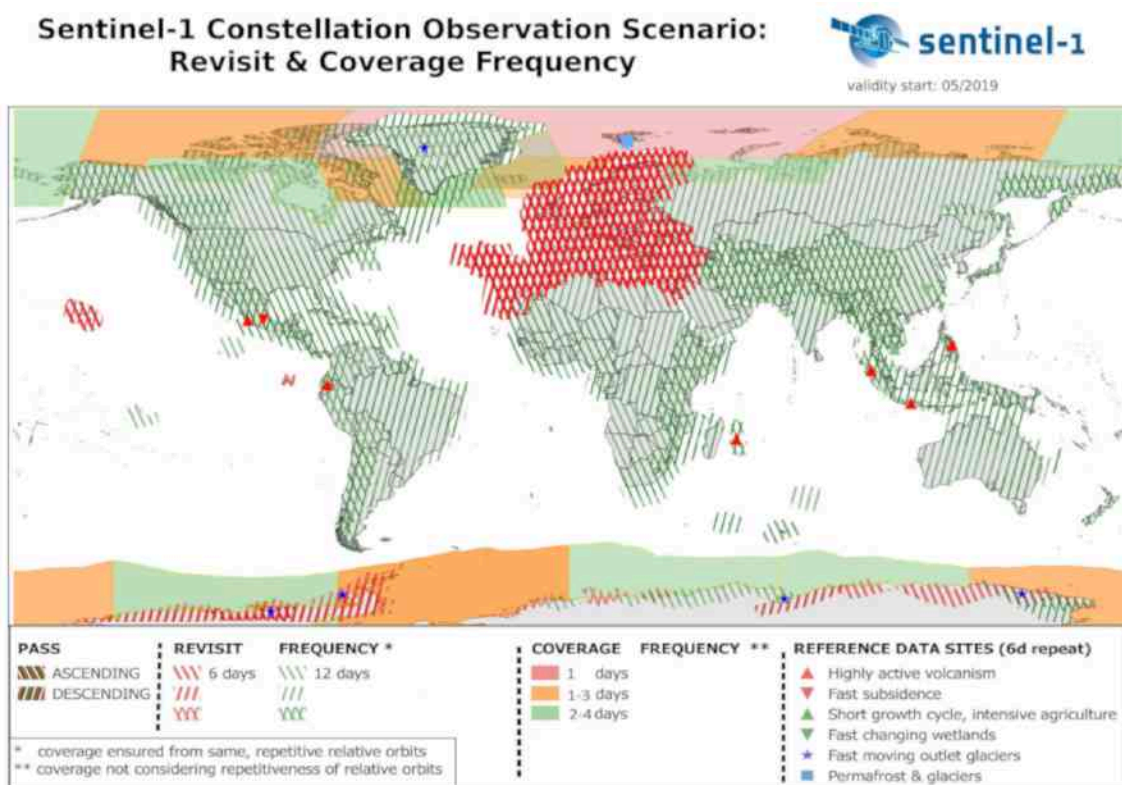 Sentinel-1 Constellation Observation Scenario:
Revisit & Coverage Frequency
sentinel-1
validity start: 05/2019
PASS
ASCENDING
DESCENDING
REVISIT FREQUENCY *
6 days 12 days
COVERAGE FREQUENCY **
1 days
1-3 days
2-4 days
REFERENCE DATA SITES (6d repeat)
Highly active volcanism
Fast subsidence
Short growth cycle, intensive agriculture
Fast changing wetlands
Fast moving outlet glaciers
Permafrost & glaciers
* coverage ensured from same, repetitive relative orbits
** coverage not considering repetitiveness of relative orbits